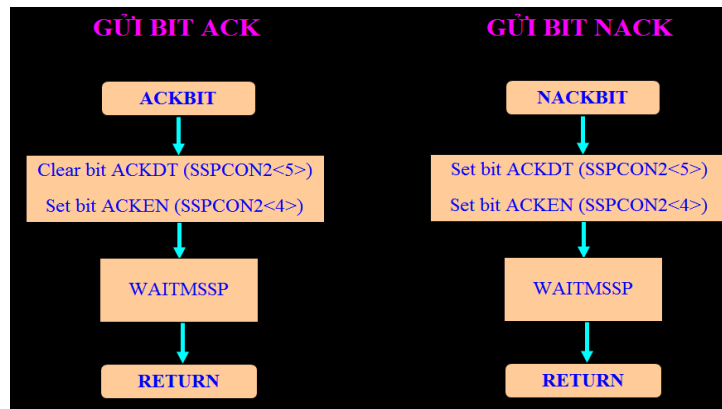 GỬI BIT ACK
ACKBIT
Clear bit ACKDT (SSPCON2<5>)
Set bit ACKEN (SSPCON2<4>)
WAITMSSP
RETURN
GỬI BIT NACK
NACKBIT
Set bit ACKDT (SSPCON2<5>)
Set bit ACKEN (SSPCON2<4>)
WAITMSSP
RETURN